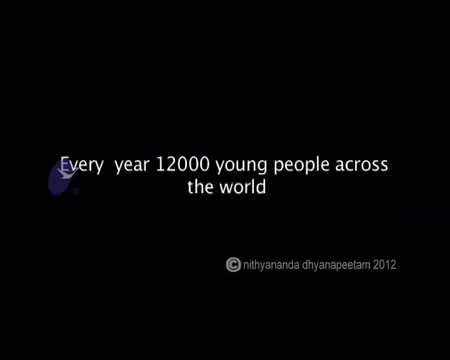 Every  year 12000 young people across
the world
© nithyananda dhyanapeetam 2012